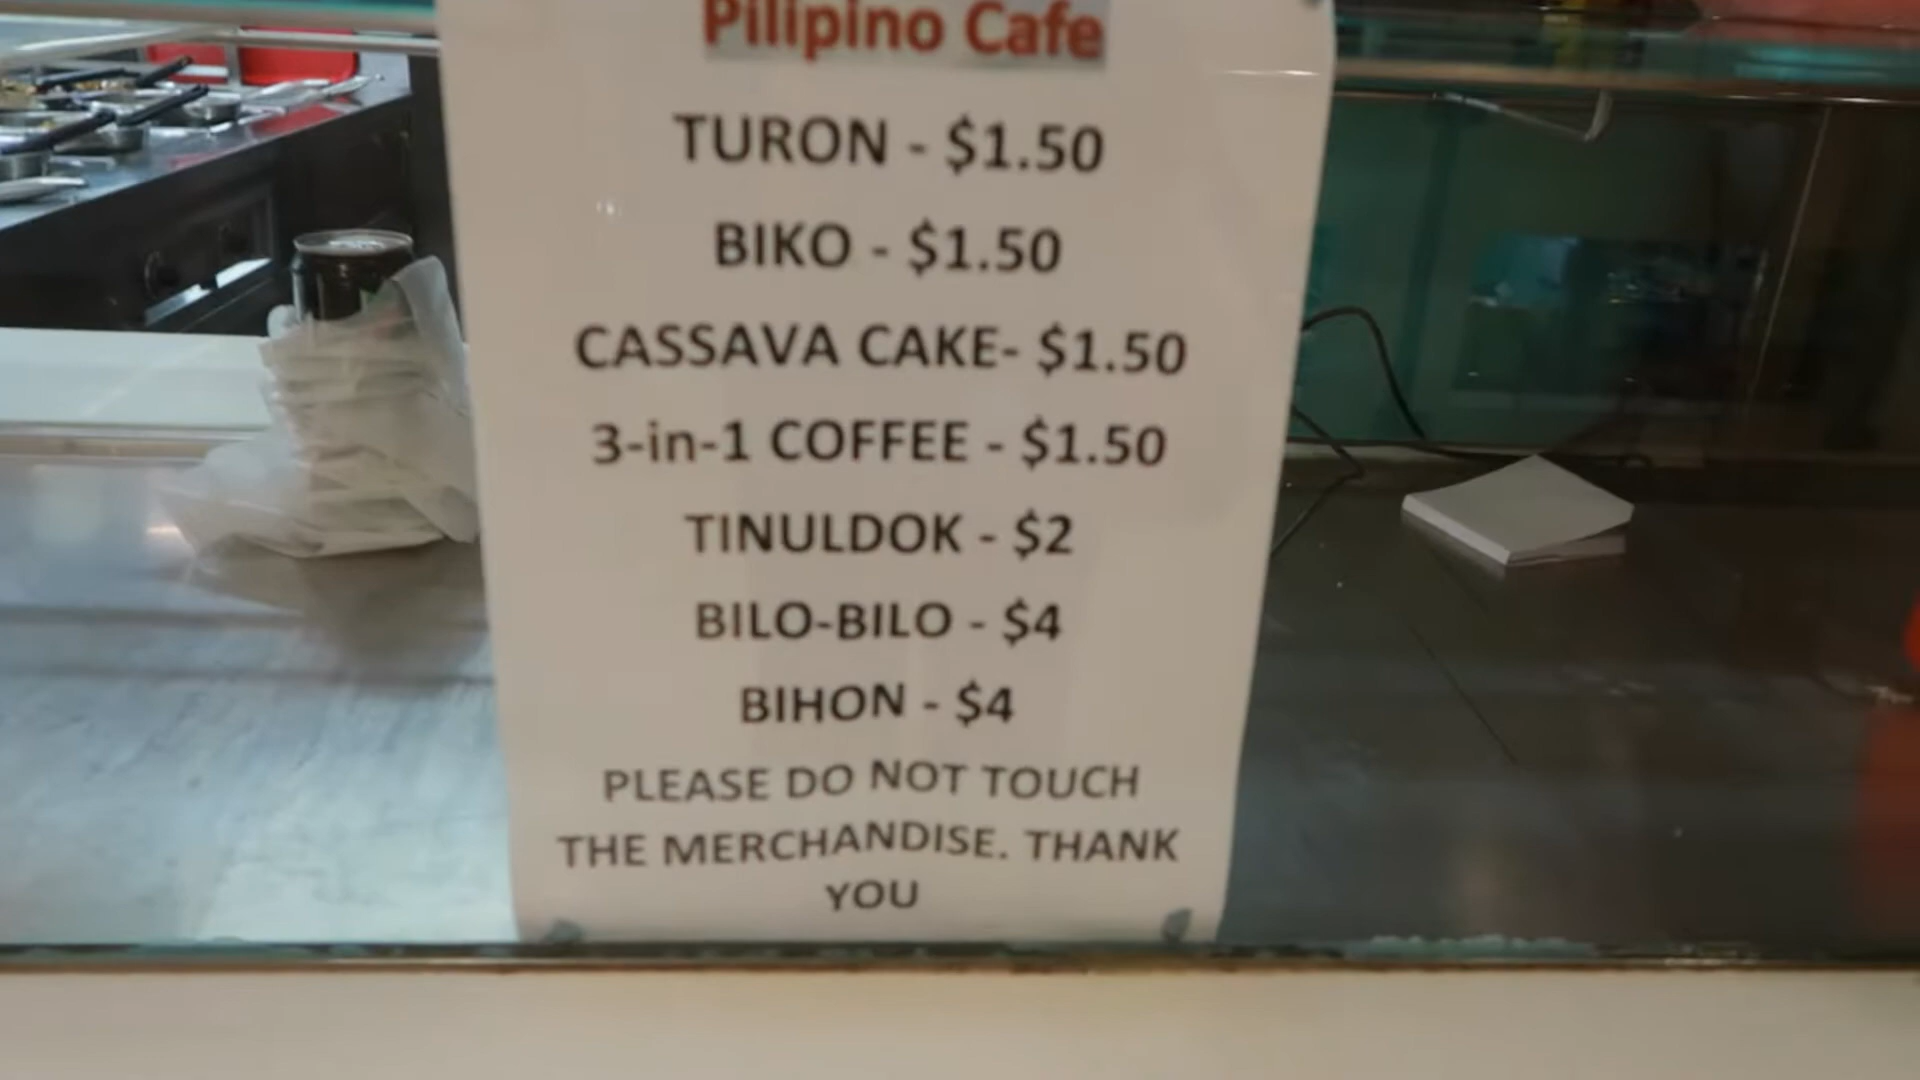 Pilipino Cafe
TURON - $1.50
BIKO - $1.50
CASSAVA CAKE- $1.50
3-in-1 COFFEE - $1.50
TINULDOK - $2
BILO-BILO - $4
BIHON - $4
PLEASE DO NOT TOUCH
THE MERCHANDISE. THANK
YOU